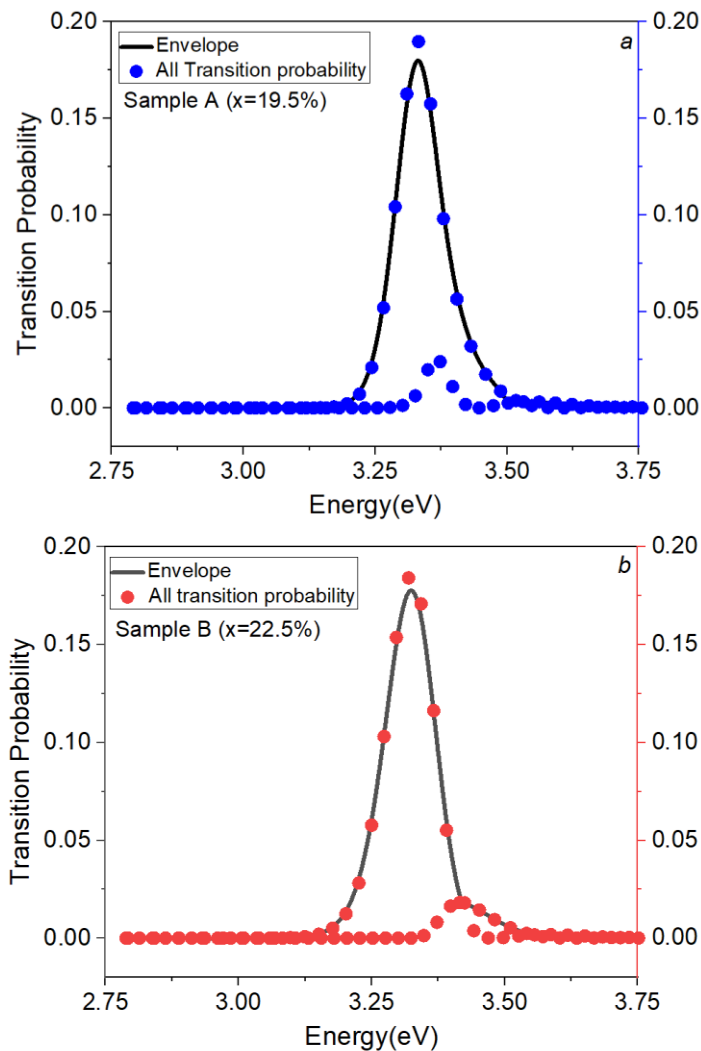 0.20
0.20
Envelope
a
All Transition probability
Sample A (x=19.5%)
0.15
0.15
Transition Probability
0.10
0.10
0.05
0.05
0.00
0.00
2.75
3.00
3.25
3.50
3.75
Energy(eV)
0.20
0.20
Envelope
b
All transition probability
Sample B (x=22.5%)
0.15
0.15
Transition Probability
0.10
0.10
0.05
0.05
0.00
0.00
2.75
3.00
3.25
3.50
3.75
Energy(eV)